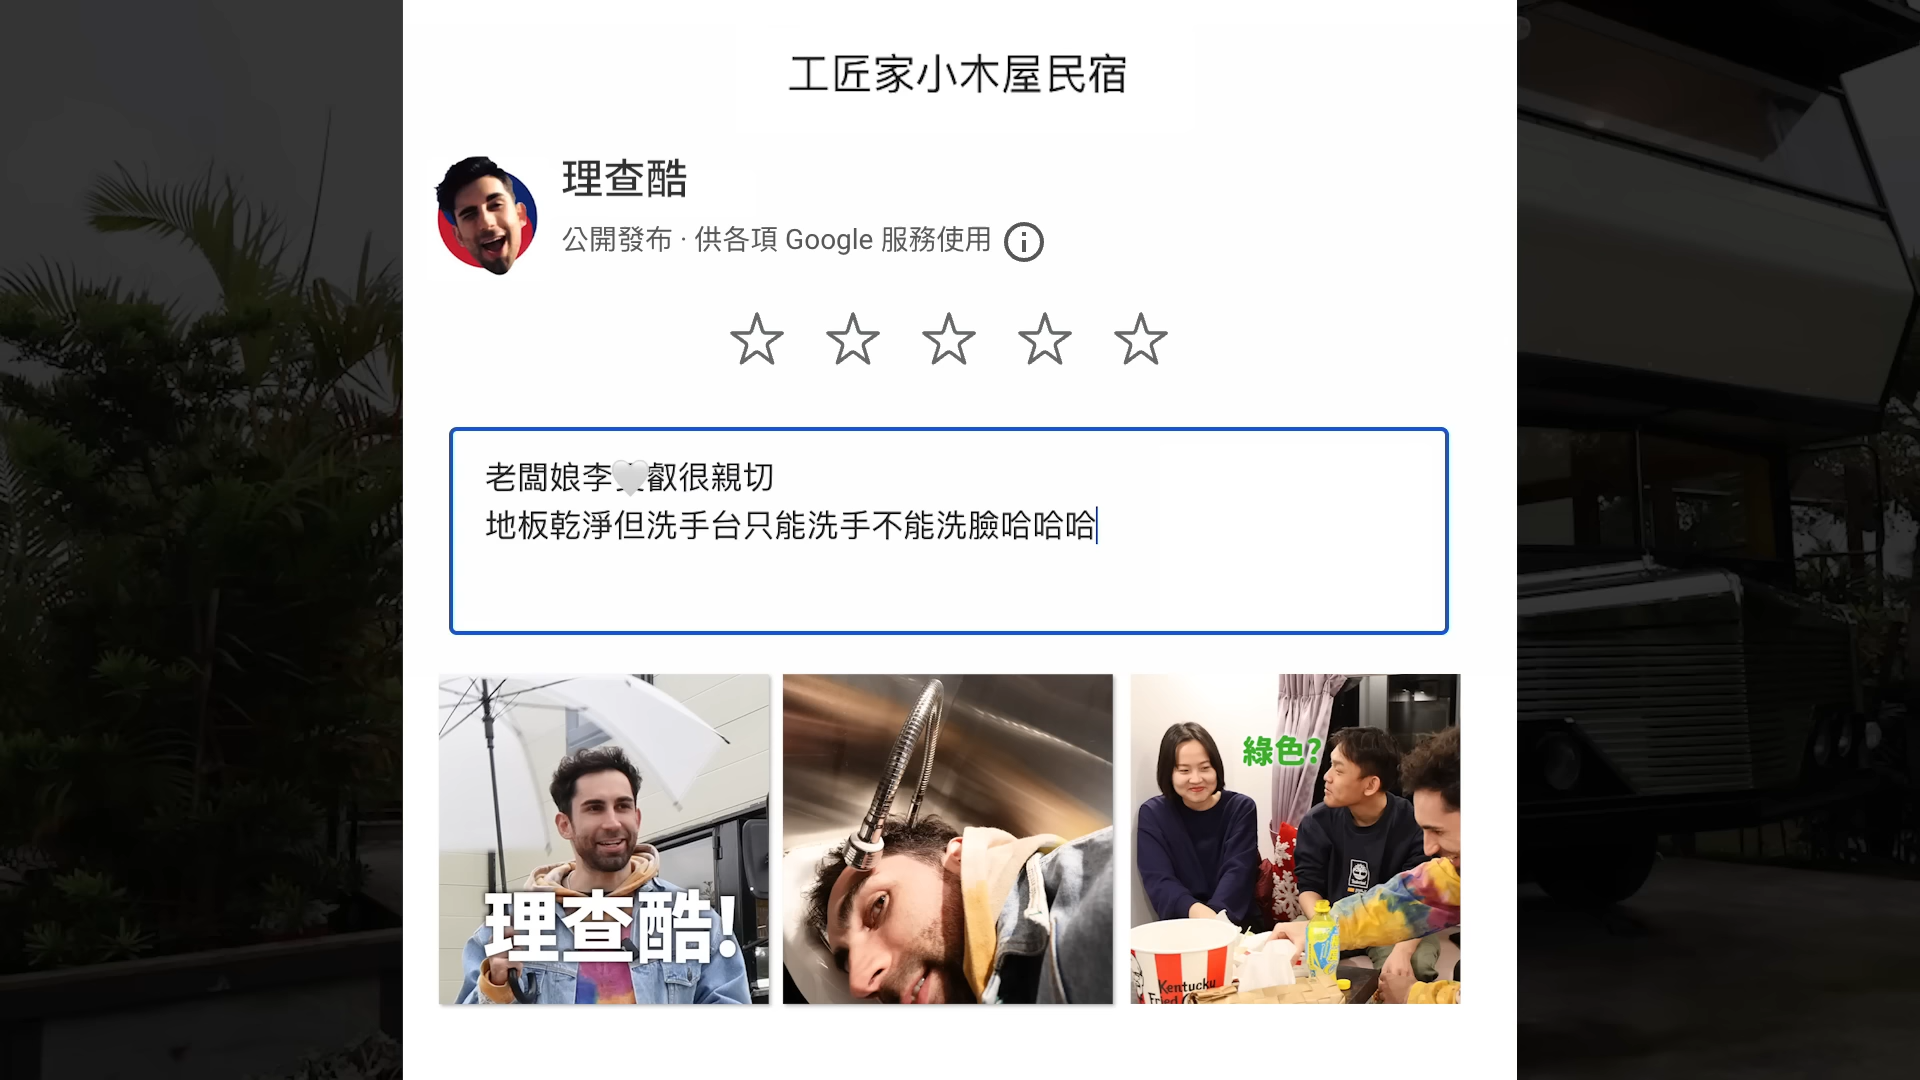 工匠家小木屋民宿
理查酷
公開發布 · 供各項 Google 服務使用
老闆娘李🤍叡很親切
地板乾淨但洗手台只能洗手不能洗臉哈哈哈
理查酷!
綠色?
Kentucky
Fried